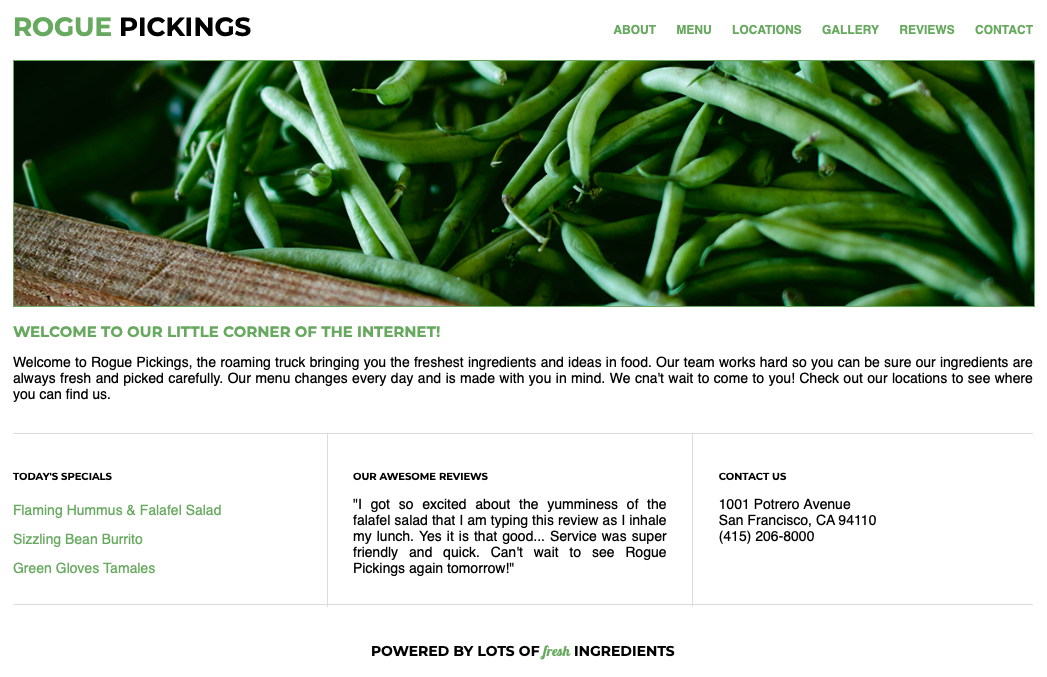 ROGUE PICKINGS
ABOUT MENU LOCATIONS GALLERY REVIEWS CONTACT
WELCOME TO OUR LITTLE CORNER OF THE INTERNET!
Welcome to Rogue Pickings, the roaming truck bringing you the freshest ingredients and ideas in food. Our team works hard so you can be sure our ingredients are
always fresh and picked carefully. Our menu changes every day and is made with you in mind. We cna't wait to come to you! Check out our locations to see where
you can find us.
TODAY'S SPECIALS
Flaming Hummus & Falafel Salad
Sizzling Bean Burrito
Green Gloves Tamales
OUR AWESOME REVIEWS
"I got so excited about the yumminess of the
falafel salad that I am typing this review as I inhale
my lunch. Yes it is that good... Service was super
friendly and quick. Can't wait to see Rogue
Pickings again tomorrow!"
CONTACT US
1001 Potrero Avenue
San Francisco, CA 94110
(415) 206-8000
POWERED BY LOTS OF fresh INGREDIENTS